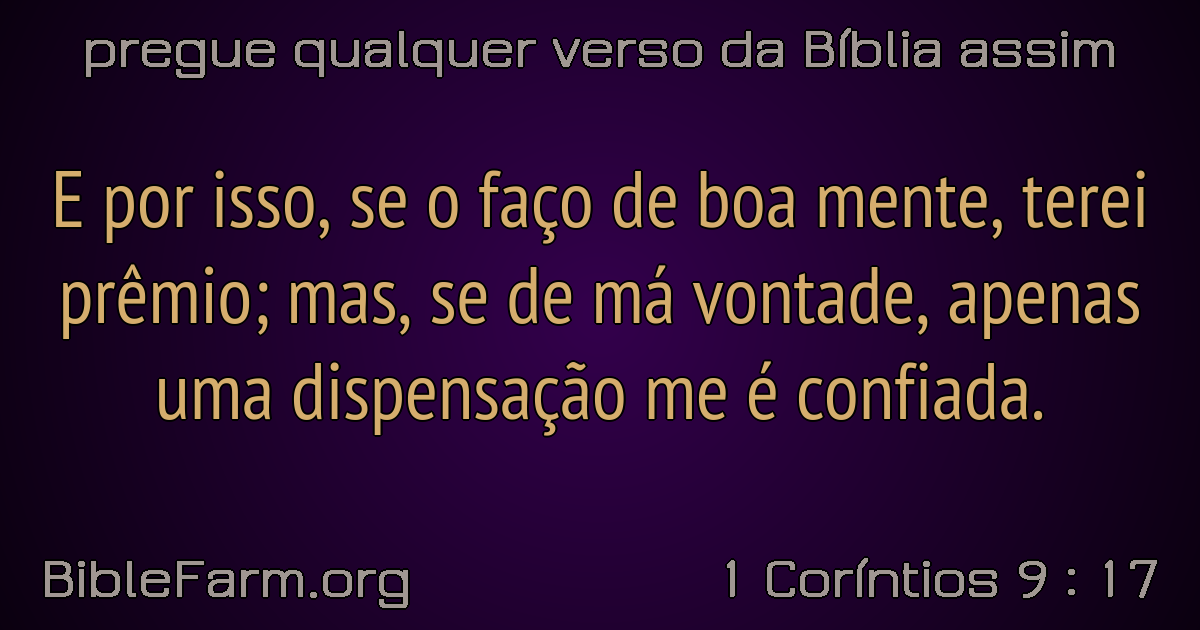 pregue qualquer verso da Bíblia assim
E por isso, se o faço de boa mente, terei
prêmio; mas, se de má vontade, apenas
uma dispensação me é confiada.
BibleFarm.org
1 Coríntios 9 : 17